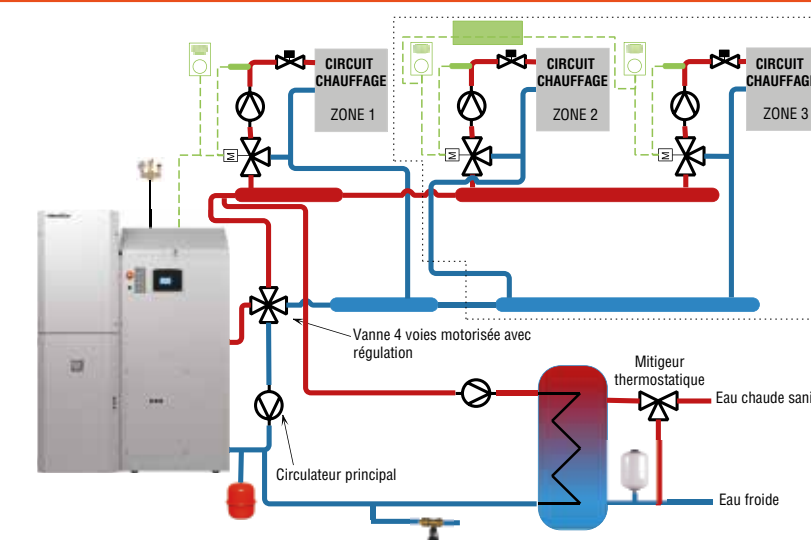 CIRCUIT
CHAUFFAGE
ZONE 1
CIRCUIT
CHAUFFAGE
ZONE 2
CIRCUIT
CHAUFFAG
ZONE 3
M
M
M
Vanne 4 voies motorisée avec
régulation
Mitigeur
thermostatique
Eau chaude sani
Circulateur principal
Eau froide